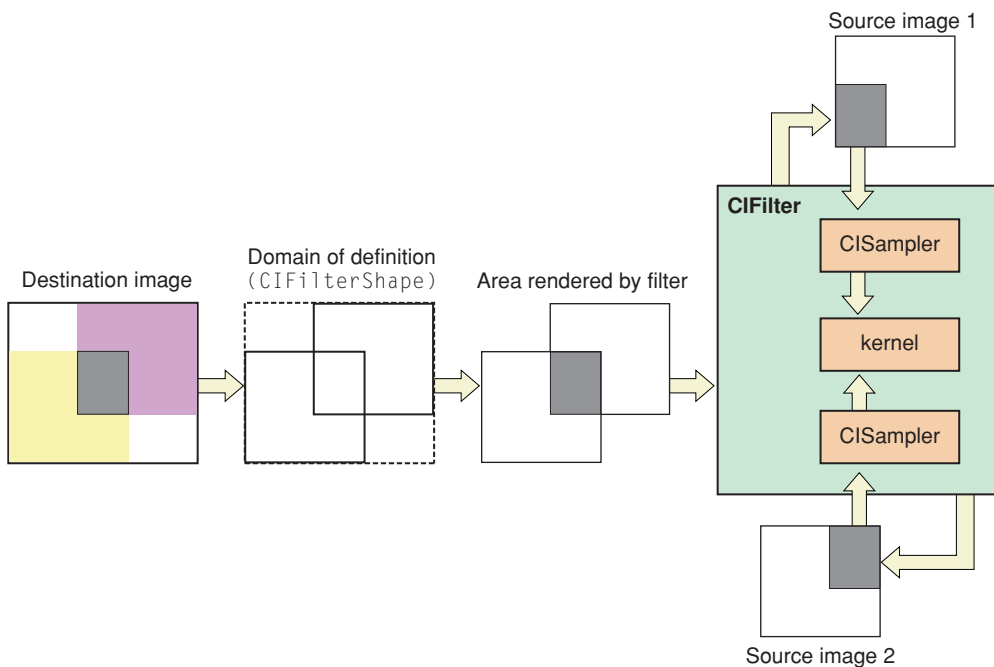 Source image 1
CIFilter
CISampler
Domain of definition
(CIFilterShape)
Destination image
Area rendered by filter
kernel
CISampler
Source image 2